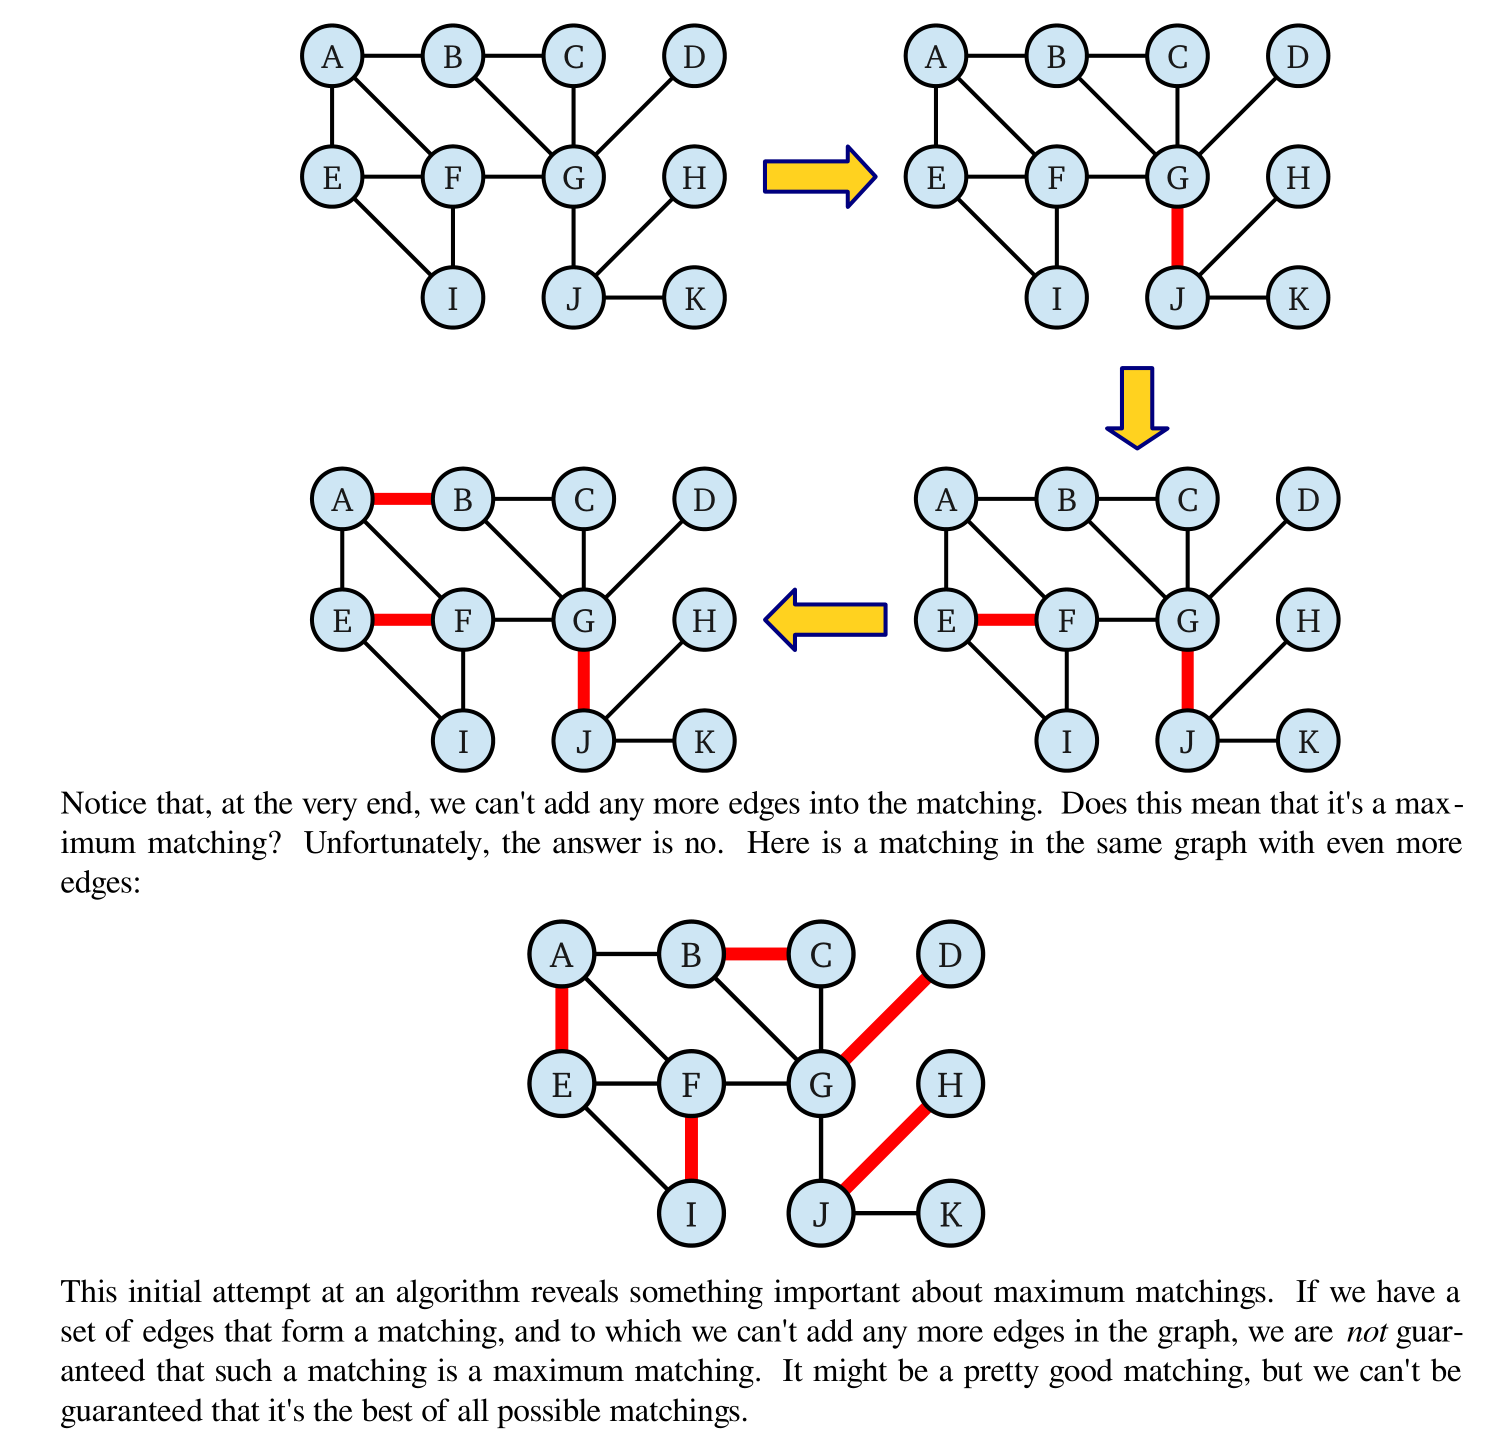 A B C D A B C D
E F G H E F G H
I J K I J K
A B C D A B C D
E F G H E F G H
I J K I J K
Notice that, at the very end, we can't add any more edges into the matching. Does this mean that it's a max-
imum matching? Unfortunately, the answer is no. Here is a matching in the same graph with even more
edges:
A B C D
E F G H
I J K
This initial attempt at an algorithm reveals something important about maximum matchings. If we have a
set of edges that form a matching, and to which we can't add any more edges in the graph, we are not guar-
anteed that such a matching is a maximum matching. It might be a pretty good matching, but we can't be
guaranteed that it's the best of all possible matchings.